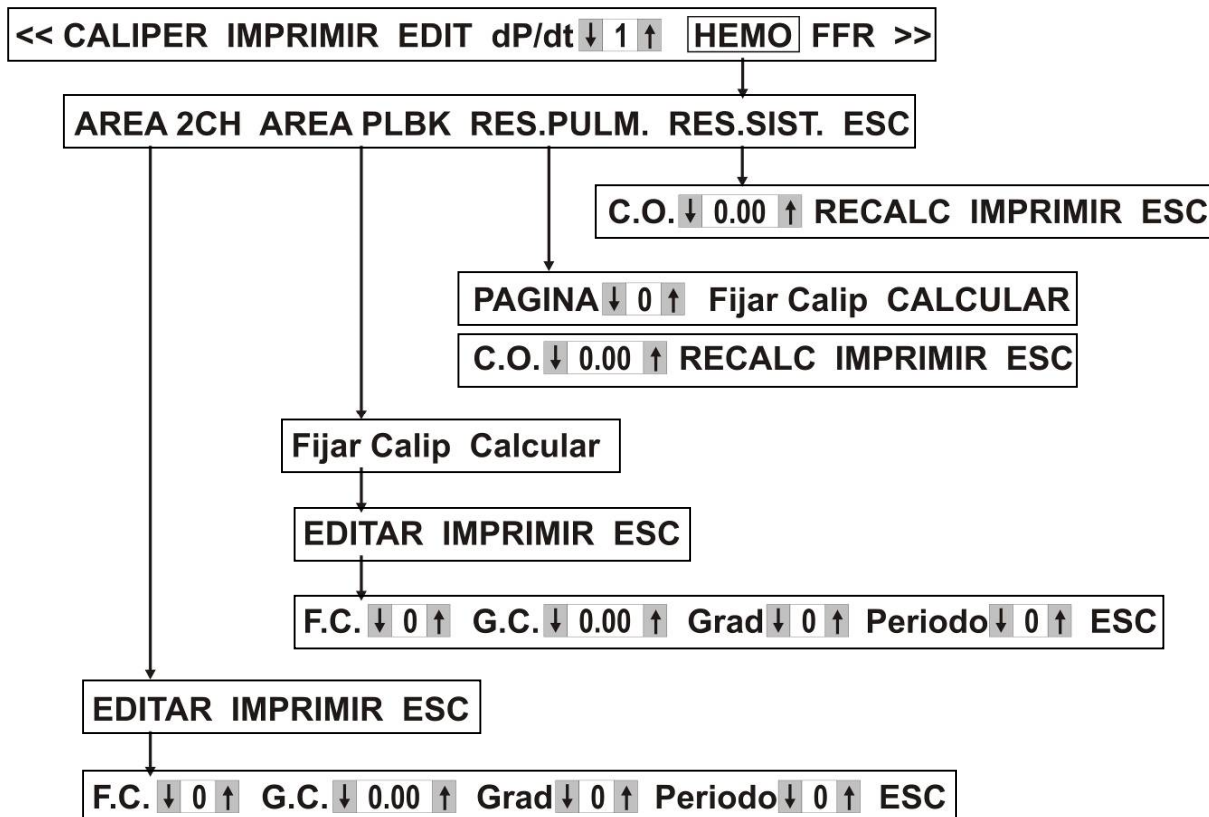 << CALIPER IMPRIMIR EDIT dP/dt ↓ 1 ↑ HEMO FFR >>
AREA 2CH AREA PLBK RES.PULM. RES.SIST. ESC
C.O. ↓ 0.00 ↑ RECALC IMPRIMIR ESC
PAGINA ↓ 0 ↑ Fijar Calip CALCULAR
C.O. ↓ 0.00 ↑ RECALC IMPRIMIR ESC
Fijar Calip Calcular
EDITAR IMPRIMIR ESC
F.C. ↓ 0 ↑ G.C. ↓ 0.00 ↑ Grad ↓ 0 ↑ Periodo ↓ 0 ↑ ESC
EDITAR IMPRIMIR ESC
F.C. ↓ 0 ↑ G.C. ↓ 0.00 ↑ Grad ↓ 0 ↑ Periodo ↓ 0 ↑ ESC